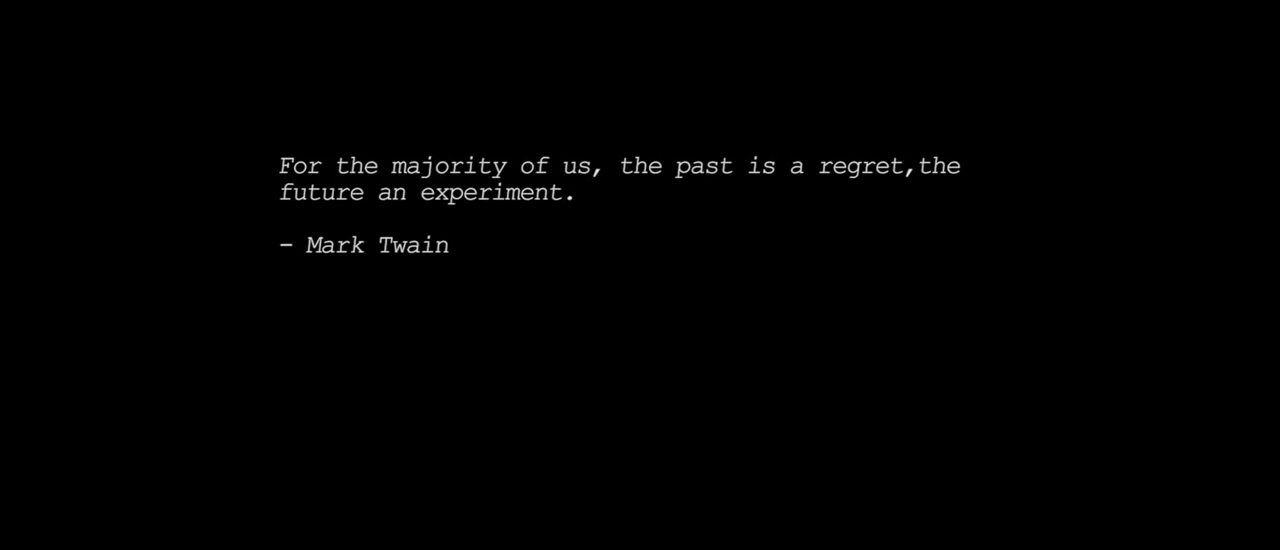 For the majority of us, the past is a regret,the
future an experiment.
- Mark Twain